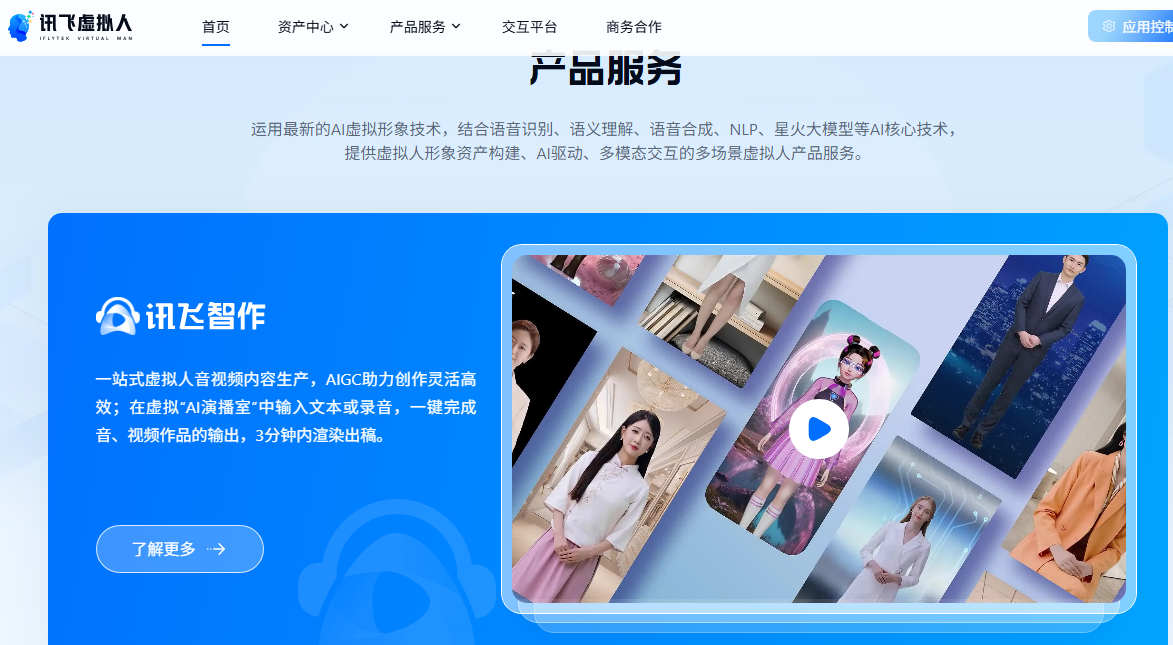 讯飞虚拟人
IFLYTEK VIRTUAL MAN
首页 资产中心 产品服务 交互平台 商务合作
应用控制
产品服务
运用最新的AI虚拟形象技术，结合语音识别、语义理解、语音合成、NLP、星火大模型等AI核心技术，
提供虚拟人形象资产构建、AI驱动、多模态交互的多场景虚拟人产品服务。
讯飞智作
一站式虚拟人音视频内容生产，AIGC助力创作灵活高
效；在虚拟“AI演播室”中输入文本或录音，一键完成
音、视频作品的输出，3分钟内渲染出稿。
了解更多